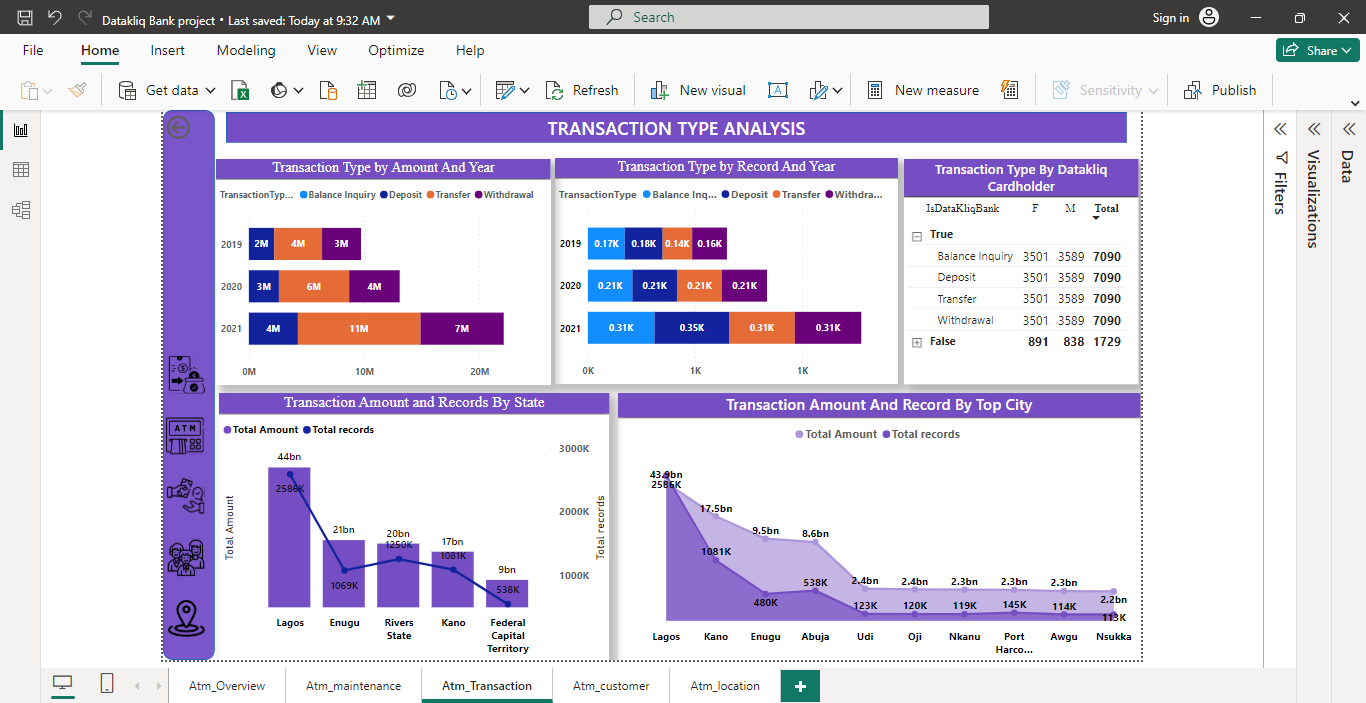 Datakliq Bank project • Last saved: Today at 9:32 AM
Search
Sign in
File Home Insert Modeling View Optimize Help
Share
Get data
Refresh
New visual
New measure
Sensitivity
Publish
TRANSACTION TYPE ANALYSIS
Transaction Type by Amount And Year
TransactionTyp... Balance Inquiry Deposit Transfer Withdrawal
2019 2M 4M 3M
2020 3M 6M 4M
2021 4M 11M 7M
0M 10M 20M
Transaction Type by Record And Year
TransactionType Balance Inq... Deposit Transfer Withdra...
2019 0.17K 0.18K 0.14K 0.16K
2020 0.21K 0.21K 0.21K 0.21K
2021 0.31K 0.35K 0.31K 0.31K
0K 1K 1K
Transaction Type By Datakliq
Cardholder
IsDataKliqBank F M Total
True
Balance Inquiry 3501 3589 7090
Deposit 3501 3589 7090
Transfer 3501 3589 7090
Withdrawal 3501 3589 7090
False 891 838 1729
Filters
Visualizations
Data
ATM
Transaction Amount and Records By State
Total Amount Total records
Total Amount
44bn
2586K
21bn
1069K
20bn
1250K
17bn
1081K
9bn
538K
3000K
2000K
1000K
Total records
Lagos Enugu Rivers State Kano Federal Capital Territory
Transaction Amount And Record By Top City
Total Amount Total records
43.9bn
2586K
17.5bn
1081K
9.5bn
480K
8.6bn
538K
2.4bn
123K
2.4bn
120K
2.3bn
119K
2.3bn
145K
2.3bn
114K
2.2bn
113K
Lagos Kano Enugu Abuja Udi Oji Nkanu Port Harco... Awgu Nsukka
Atm_Overview Atm_maintenance Atm_Transaction Atm_customer Atm_location